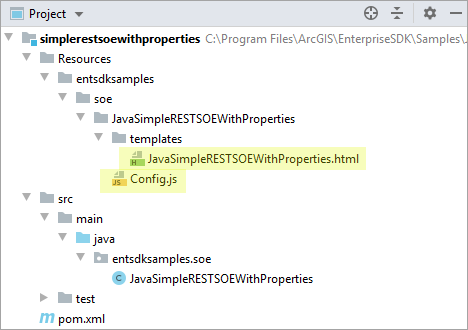 Project
simplerestsoewithproperties C:\Program Files\ArcGIS\EnterpriseSDK\Samples\
Resources
entsdksamples
soe
JavaSimpleRESTSOEWithProperties
templates
H JavaSimpleRESTSOEWithProperties.html
JS Config.js
src
main
java
entsdksamples.soe
C JavaSimpleRESTSOEWithProperties
test
pom.xml